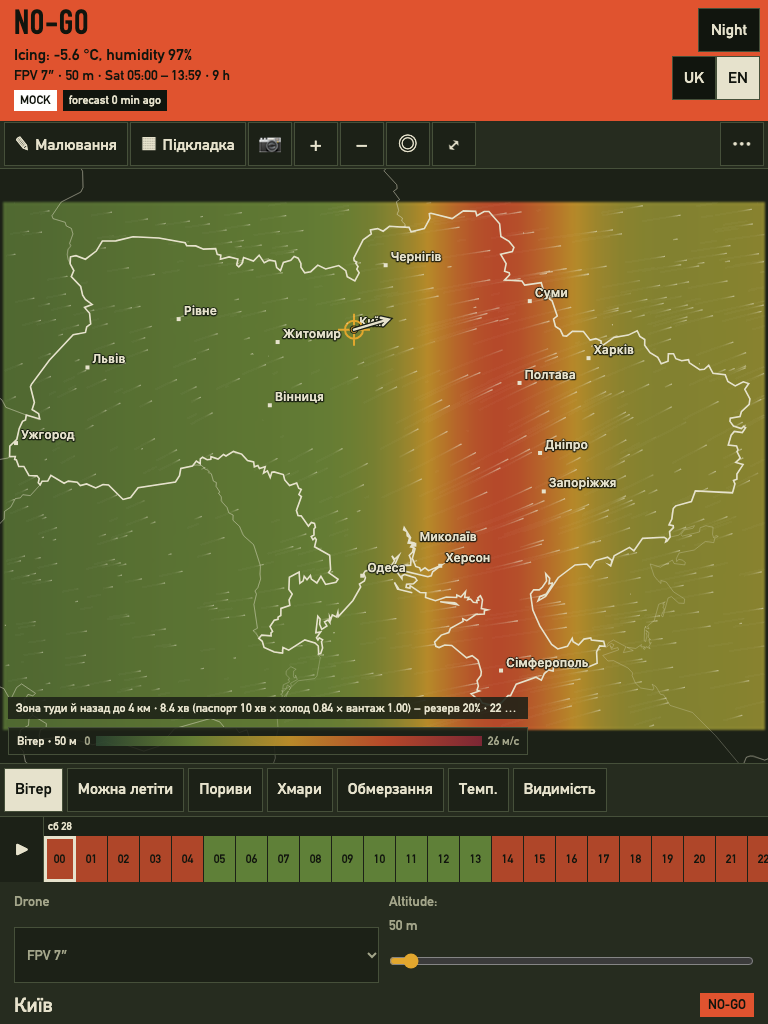 NO-GO
Icing: -5.6 °C, humidity 97%
FPV 7″ · 50 m · Sat 05:00 – 13:59 · 9 h
MOCK forecast 0 min ago
Night
UK EN
Малювання Підкладка + −
Чернігів
Суми
Рівне
Київ
Житомир
Харків
Львів
Полтава
Вінниця
Ужгород
Дніпро
Запоріжжя
Миколаїв
Херсон
Одеса
Сімферополь
Зона туди й назад до 4 км · 8.4 хв (паспорт 10 хв × холод 0.84 × вантаж 1.00) – резерв 20% · 22 …
Вітер · 50 м 0 26 м/с
Вітер Можна летіти Пориви Хмари Обмерзання Темп. Видимість
сб 28
00 01 02 03 04 05 06 07 08 09 10 11 12 13 14 15 16 17 18 19 20 21 22
Drone
Altitude:
50 m
FPV 7″
Київ
NO-GO